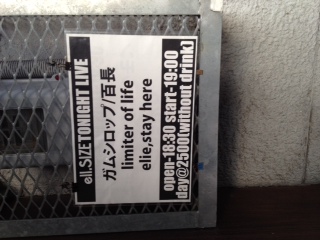 ell.SIZE TONIGHT LIVE
ガムシロップ/百長
limiter of life
elie,stay here
open-18:30 start-19:00
day@2500(without drink)